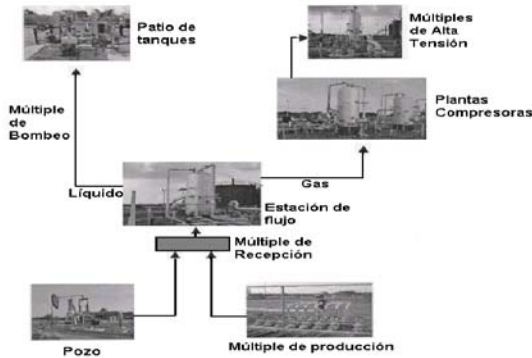 Patio de
tanques
Múltiples
de Alta
Tensión
Múltiple
de
Bombeo
Plantas
Compresoras
Líquido
Gas
Estación de
flujo
Múltiple de
Recepción
Pozo
Múltiple de producción